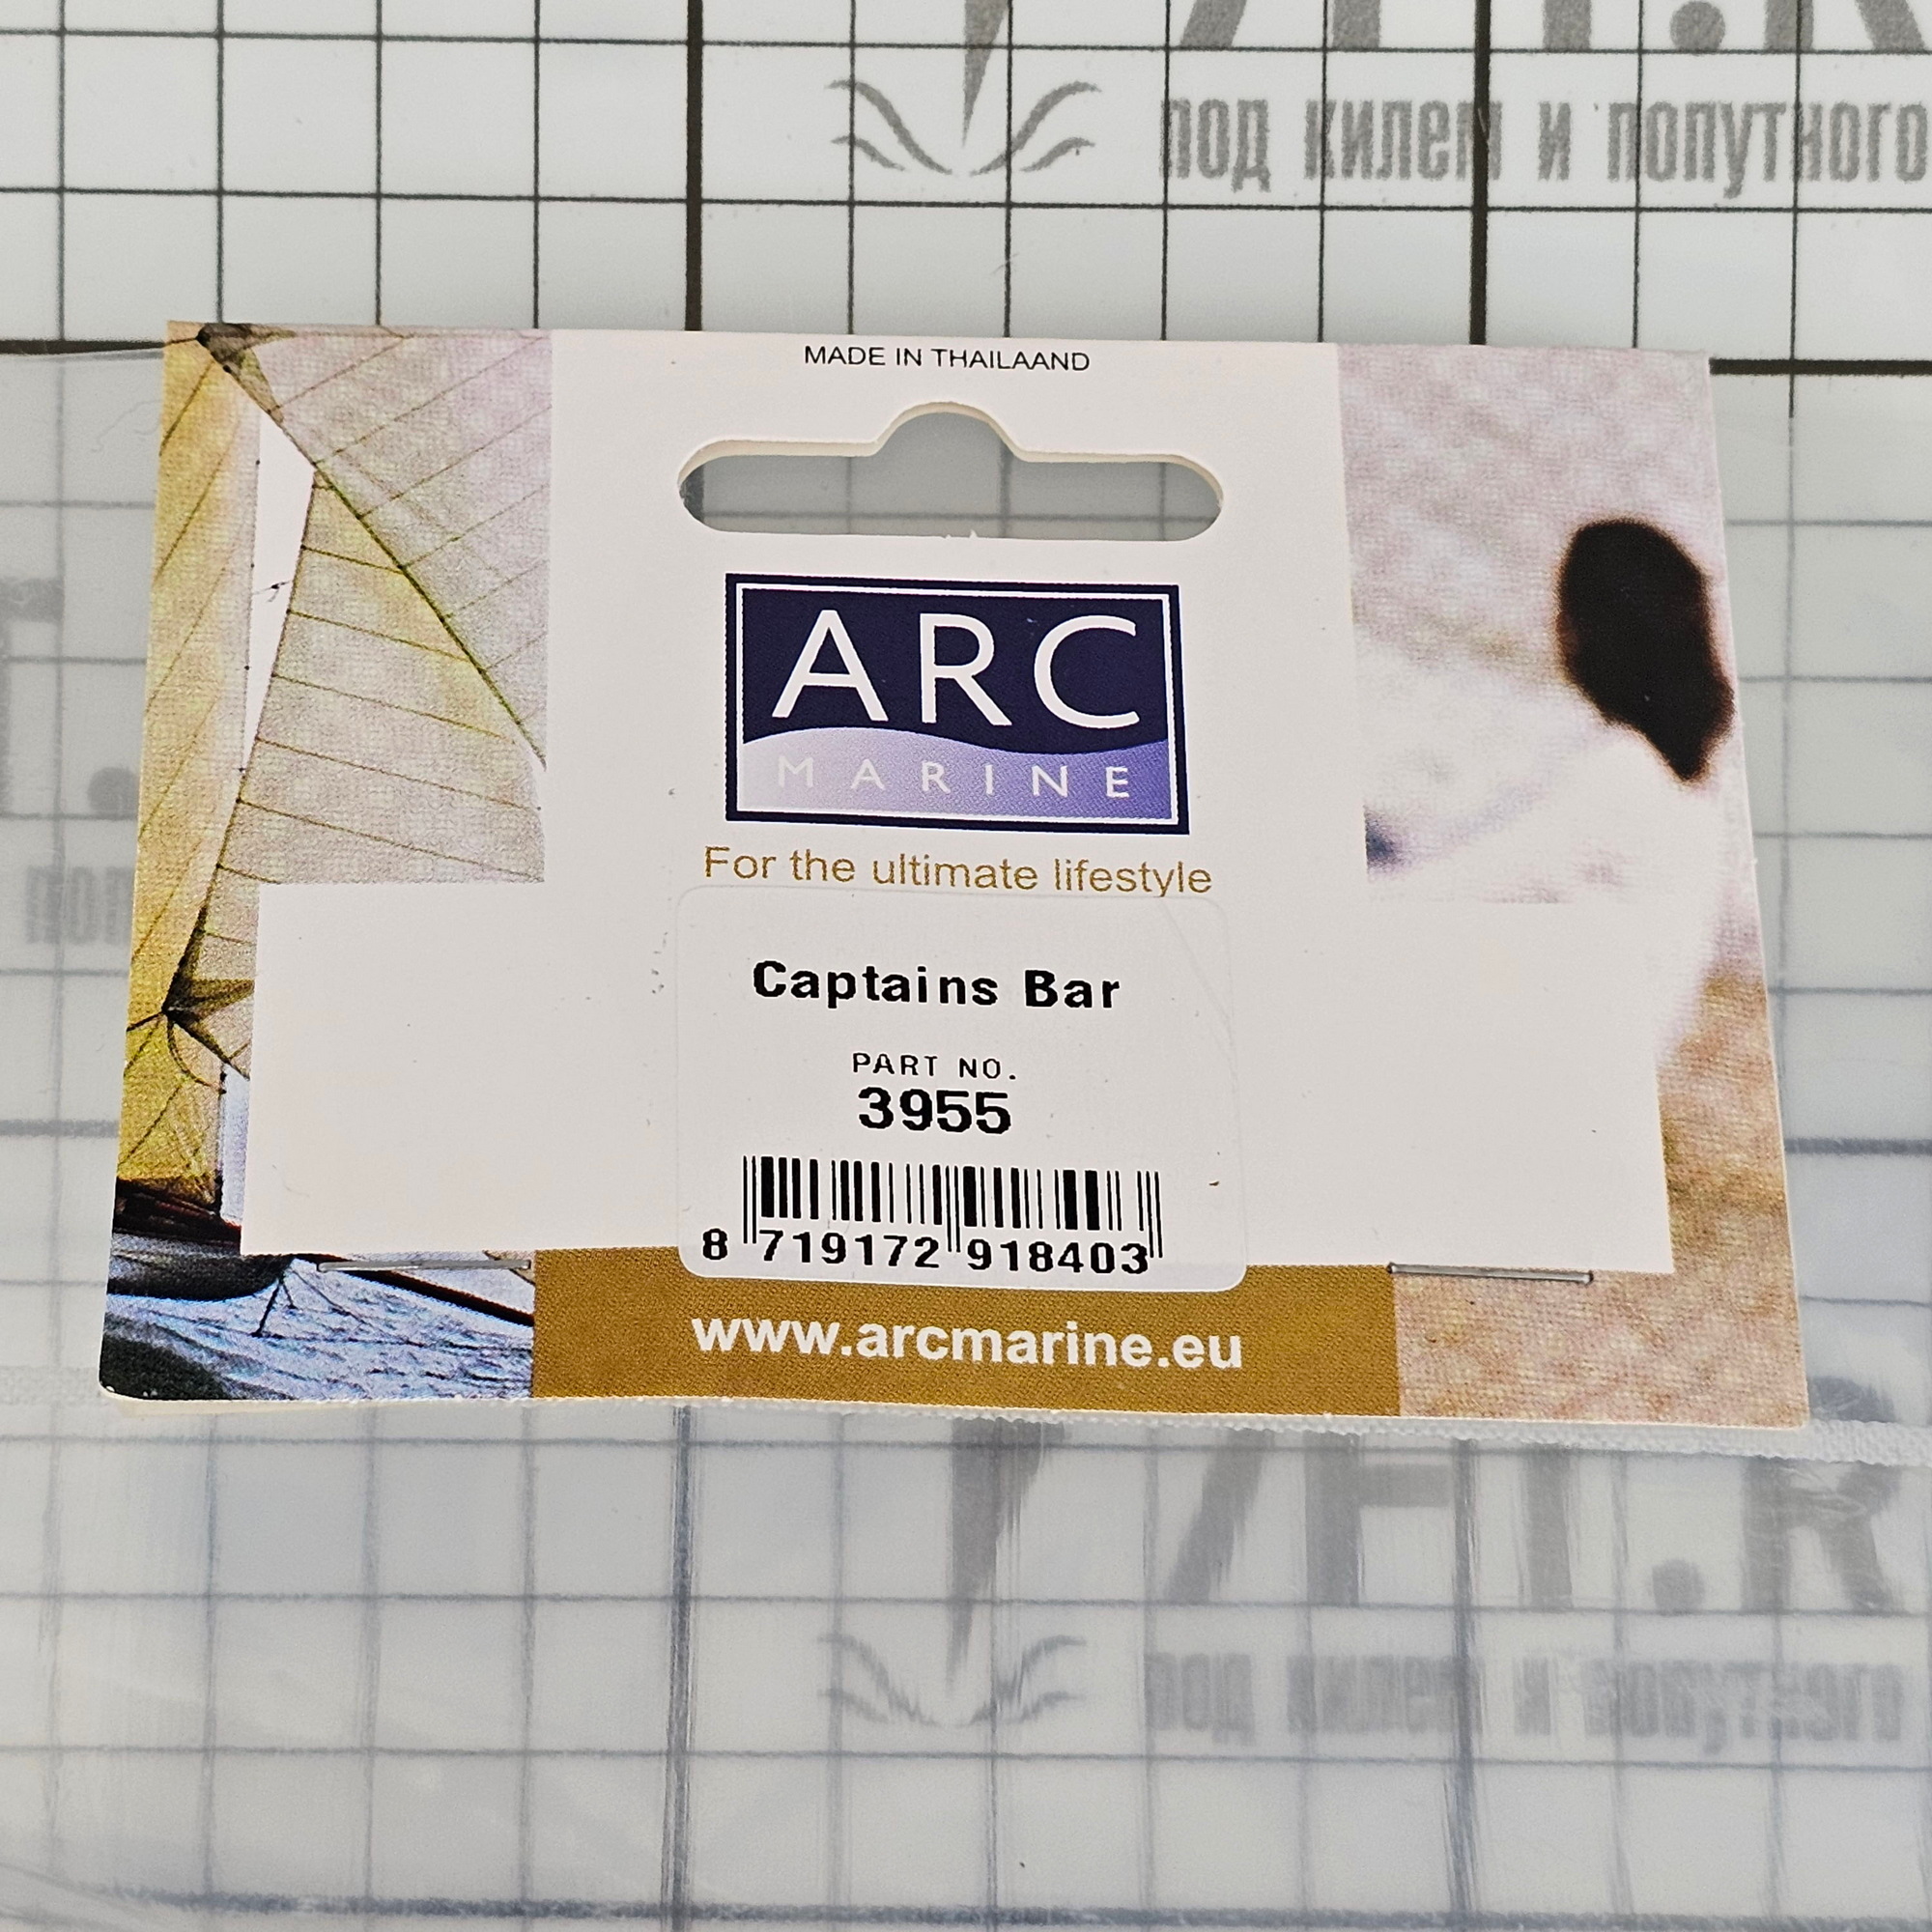 под килем и попутного
MADE IN THAILAAND
ARC
MARINE
For the ultimate lifestyle
Captains Bar
PART NO.
3955
8 719172 918403
www.arcmarine.eu
под килем и попутного